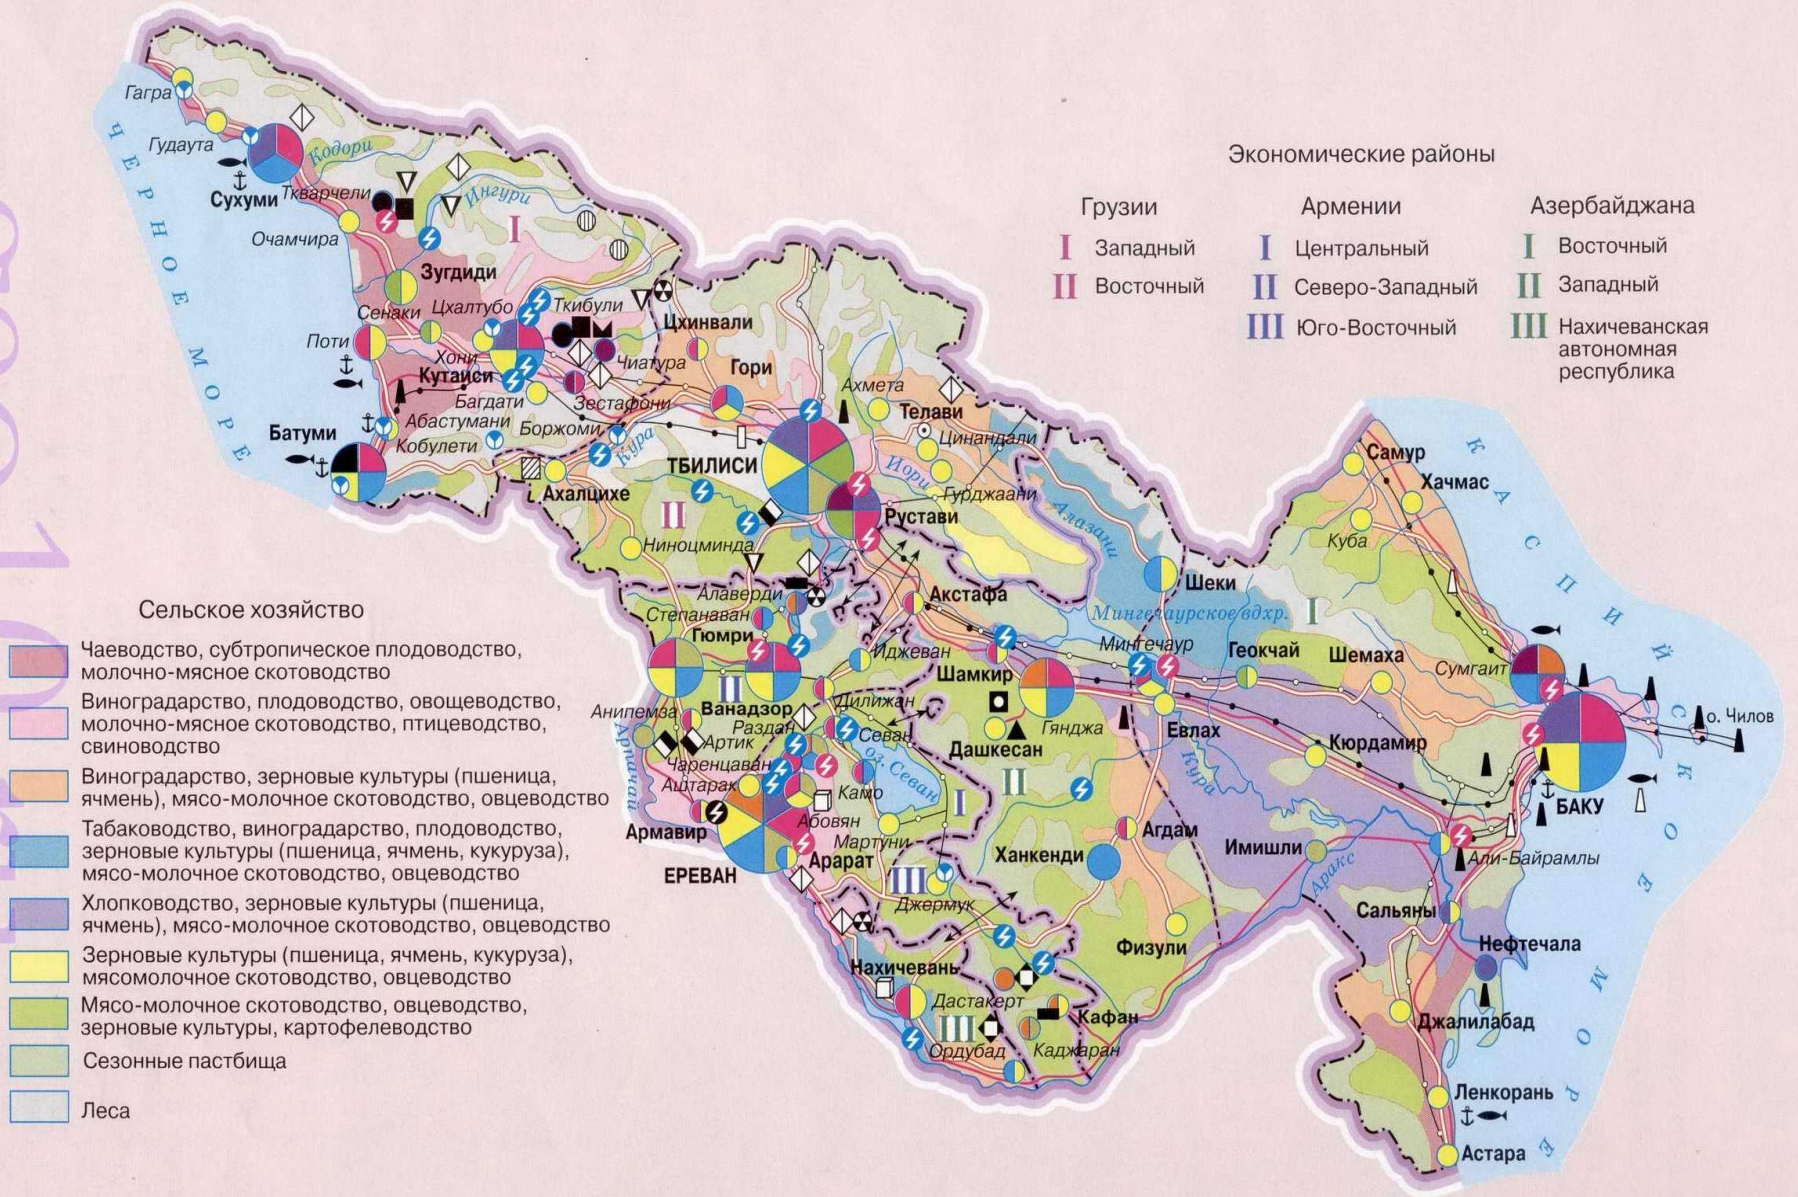 Экономические районы
Грузии
I Западный
II Восточный
Армении
I Центральный
II Северо-Западный
III Юго-Восточный
Азербайджана
I Восточный
II Западный
III Нахичеванская
автономная
республика
Сельское хозяйство
Чаеводство, субтропическое плодоводство,
молочно-мясное скотоводство
Виноградарство, плодоводство, овощеводство,
молочно-мясное скотоводство, птицеводство,
свиноводство
Виноградарство, зерновые культуры (пшеница,
ячмень), мясо-молочное скотоводство, овцеводство
Табаководство, виноградарство, плодоводство,
зерновые культуры (пшеница, ячмень, кукуруза),
мясо-молочное скотоводство, овцеводство
Хлопководство, зерновые культуры (пшеница,
ячмень), мясо-молочное скотоводство, овцеводство
Зерновые культуры (пшеница, ячмень, кукуруза),
мясомолочное скотоводство, овцеводство
Мясо-молочное скотоводство, овцеводство,
зерновые культуры, картофелеводство
Сезонные пастбища
Леса
ЧЕРНОЕ МОРЕ
Гагра
Гудаута
Кодори
Сухуми
Ткварчели
Ингури
I
Очамчира
Зугдиди
Сенаки
Цхалтубо
Ткибули
Поти
Хони
Чиатура
Кутаиси
Багдати
Зестафони
Абастумани
Боржоми
Батуми
Кобулети
Кура
Цхинвали
Гори
Ахмета
Телави
Цинандали
ТБИЛИСИ
Иори
Гурджаани
Ахалцихе
II
Рустави
Алазани
Ниноцминда
Алаверди
Степанаван
Гюмри
Акстафа
Шеки
Мингечаурское вдхр.
I
Иджеван
Мингечаур
Геокчай
Шемаха
Сумгаит
Самур
Хачмас
Куба
Шамкир
II
Ванадзор
Дилижан
Гянджа
Анипемза
Раздан
Севан
Артик
Дашкесан
Евлах
Кюрдамир
о. Чилов
Арпачай
Чаренцаван
оз. Севан
Аштарак
Камо
I
II
Кура
БАКУ
Армавир
Абовян
Мартуни
Агдам
Арарат
Ханкенди
Имишли
Али-Байрамлы
ЕРЕВАН
III
Аракс
Джермук
Сальяны
Физули
Нефтечала
Нахичевань
Дастакерт
Кафан
III
Джалилабад
Ордубад
Каджаран
Ленкорань
Астара
КАСПИЙСКОЕ МОРЕ